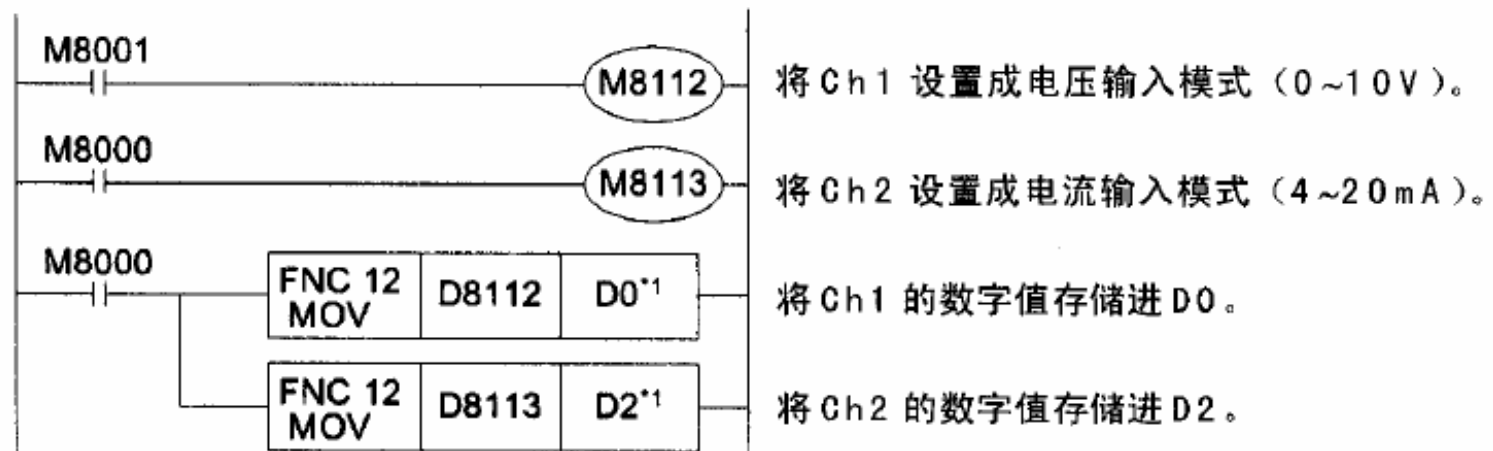 M8001
M8112
将Ch1设置成电压输入模式（0~10V）。
M8000
M8113
将Ch2设置成电流输入模式（4~20mA）。
M8000
FNC 12
MOV
D8112
D0*1
将Ch1的数字值存储进D0。
FNC 12
MOV
D8113
D2*1
将Ch2的数字值存储进D2。